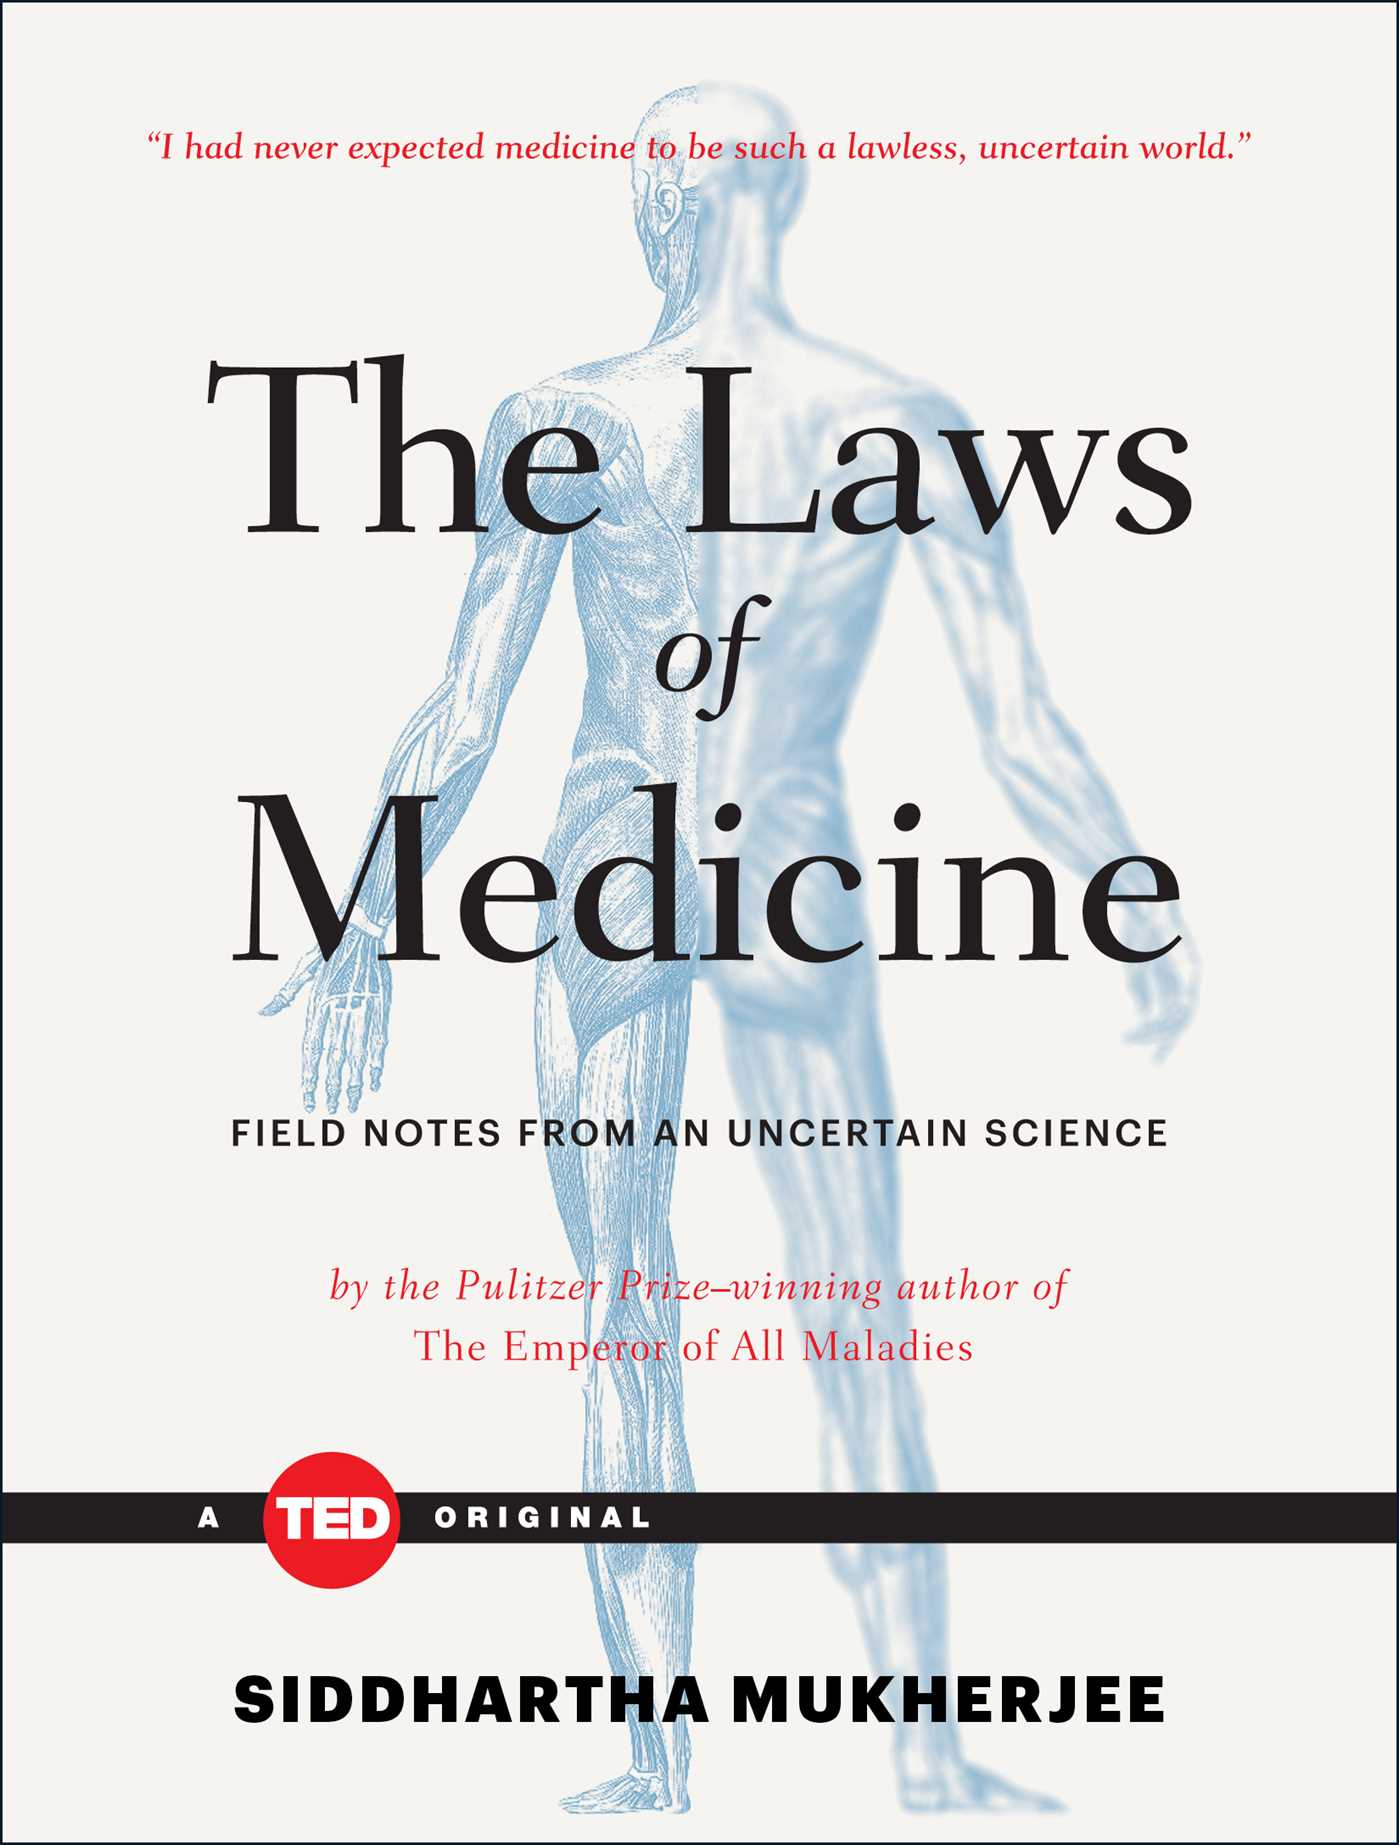 “I had never expected medicine to be such a lawless, uncertain world.”
The Laws
of
Medicine
FIELD NOTES FROM AN UNCERTAIN SCIENCE
by the Pulitzer Prize–winning author of
The Emperor of All Maladies
A TED ORIGINAL
SIDDHARTHA MUKHERJEE